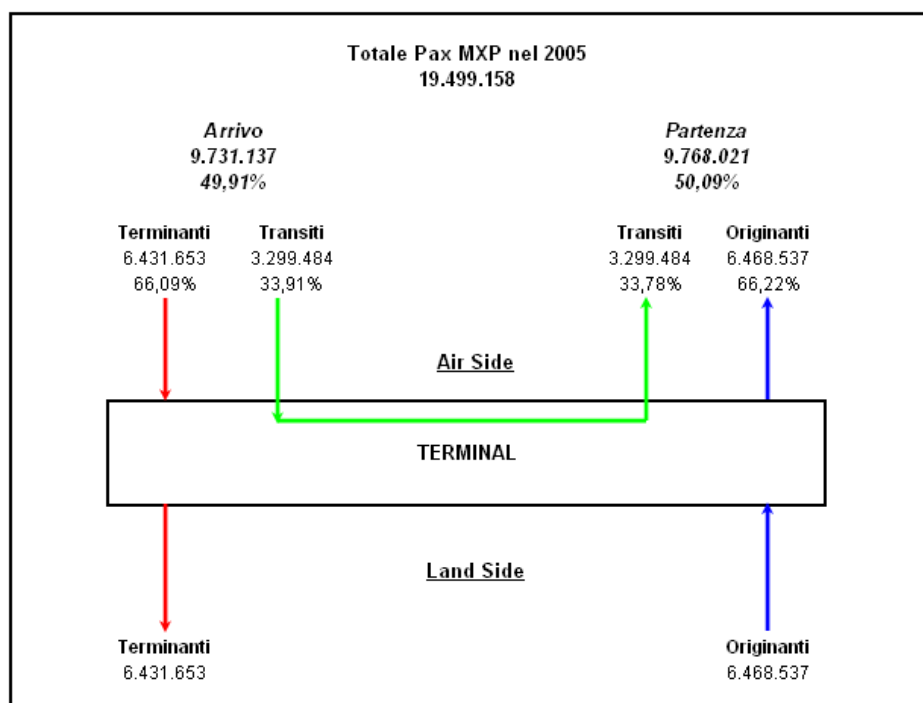 Totale Pax MXP nel 2005
19.499.158
Arrivo
9.731.137
49,91%
Partenza
9.768.021
50,09%
Terminanti
6.431.653
66,09%
Transiti
3.299.484
33,91%
Transiti
3.299.484
33,78%
Originanti
6.468.537
66,22%
Air Side
TERMINAL
Land Side
Terminanti
6.431.653
Originanti
6.468.537